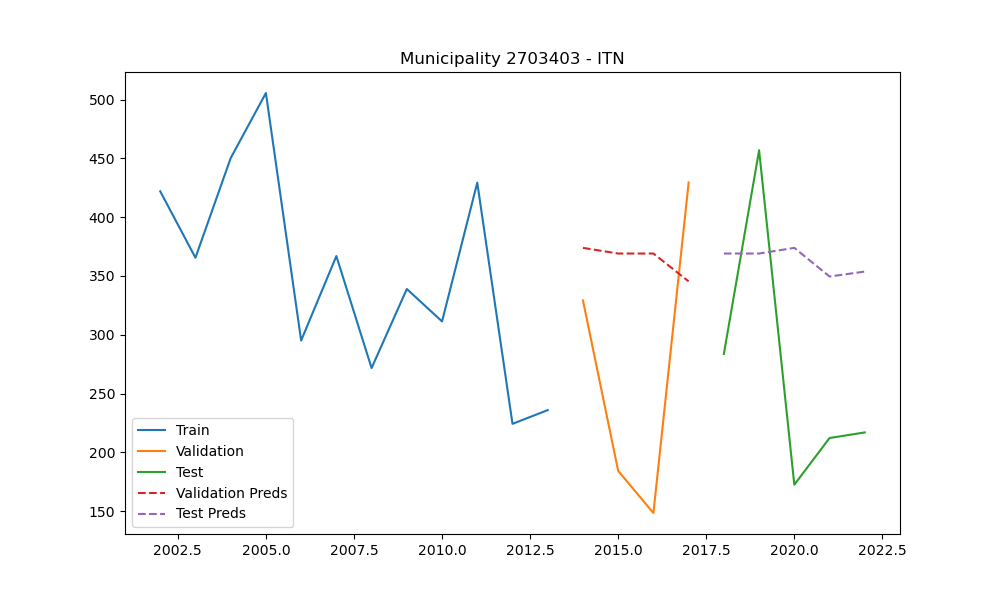 Municipality 2703403 - ITN
500
450
400
350
300
250
200
150
Train
Validation
Test
Validation Preds
Test Preds
2002.5 2005.0 2007.5 2010.0 2012.5 2015.0 2017.5 2020.0 2022.5